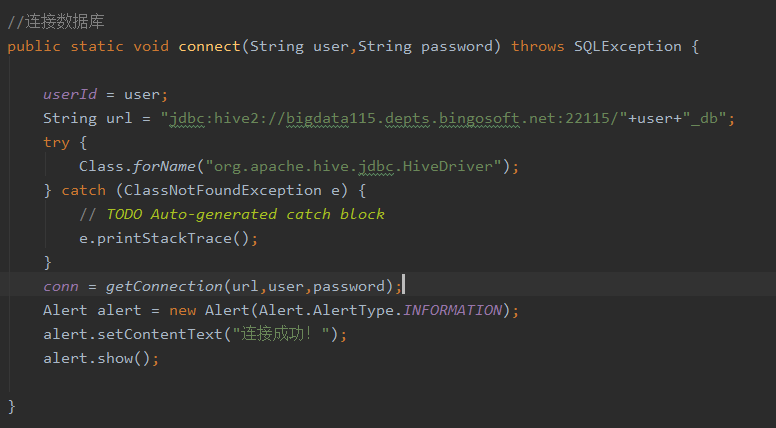 //连接数据库
public static void connect(String user,String password) throws SQLException {
userId = user;
String url = "jdbc:hive2://bigdata115.depts.bingosoft.net:22115/"+user+"_db";
try {
Class.forName("org.apache.hive.jdbc.HiveDriver");
} catch (ClassNotFoundException e) {
// TODO Auto-generated catch block
e.printStackTrace();
}
conn = getConnection(url,user,password);
Alert alert = new Alert(Alert.AlertType.INFORMATION);
alert.setContentText("连接成功！");
alert.show();
}